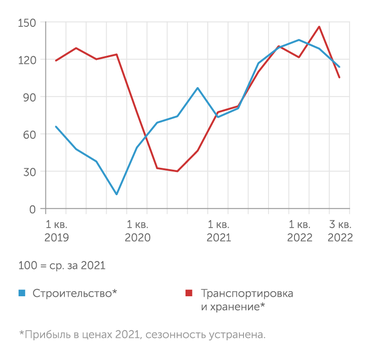 150
120
90
60
30
0
1 кв.
2019
1 кв.
2020
1 кв.
2021
1 кв.
2022
3 кв.
2022
100 = ср. за 2021
Строительство*
Транспортировка
и хранение*
*Прибыль в ценах 2021, сезонность устранена.